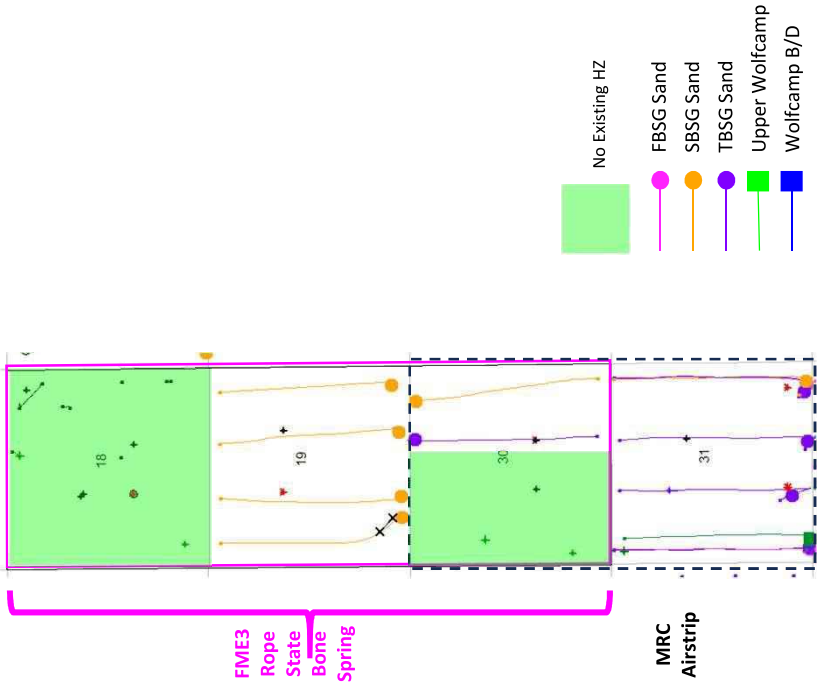 No Existing HZ
FBSG Sand
SBSG Sand
TBSG Sand
Upper Wolfcamp
Wolfcamp B/D
18
19
30
31
FME3
Rope
State
Bone
Spring
MRC
Airstrip